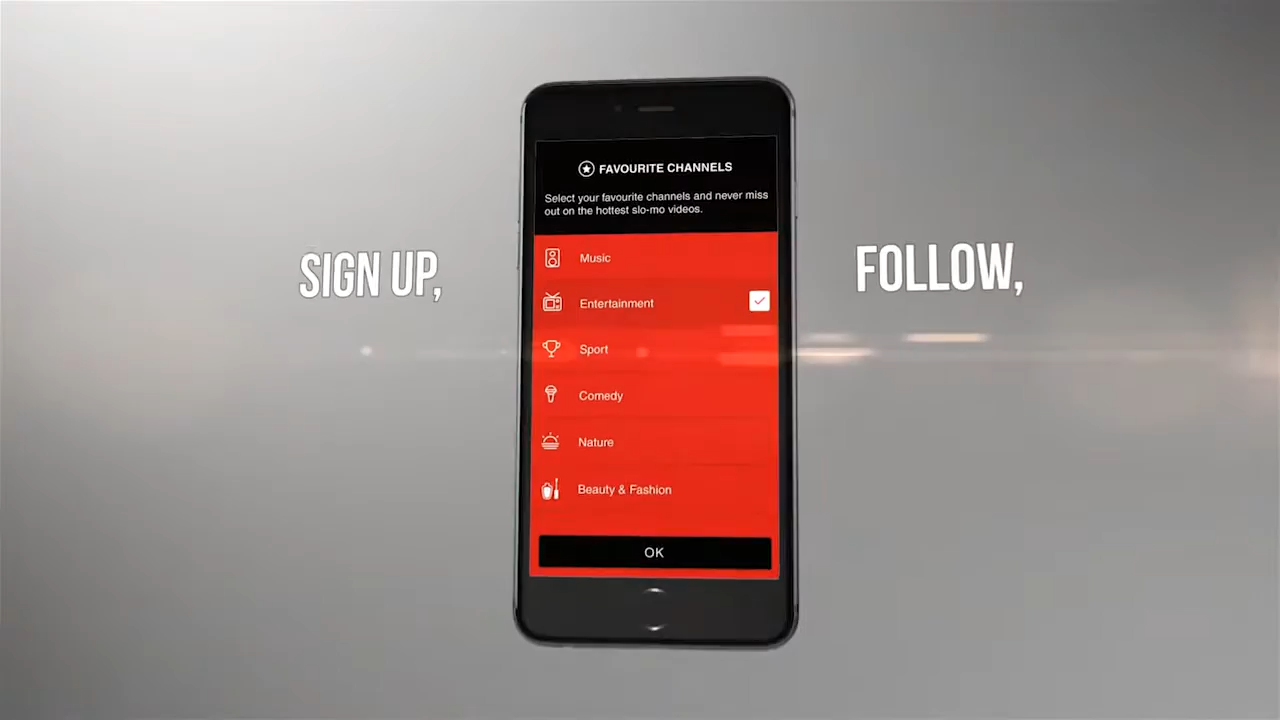 FAVOURITE CHANNELS
Select your favourite channels and never miss
out on the hottest slo-mo videos.
SIGN UP,
FOLLOW,
Music
Entertainment
Sport
Comedy
Nature
Beauty & Fashion
OK